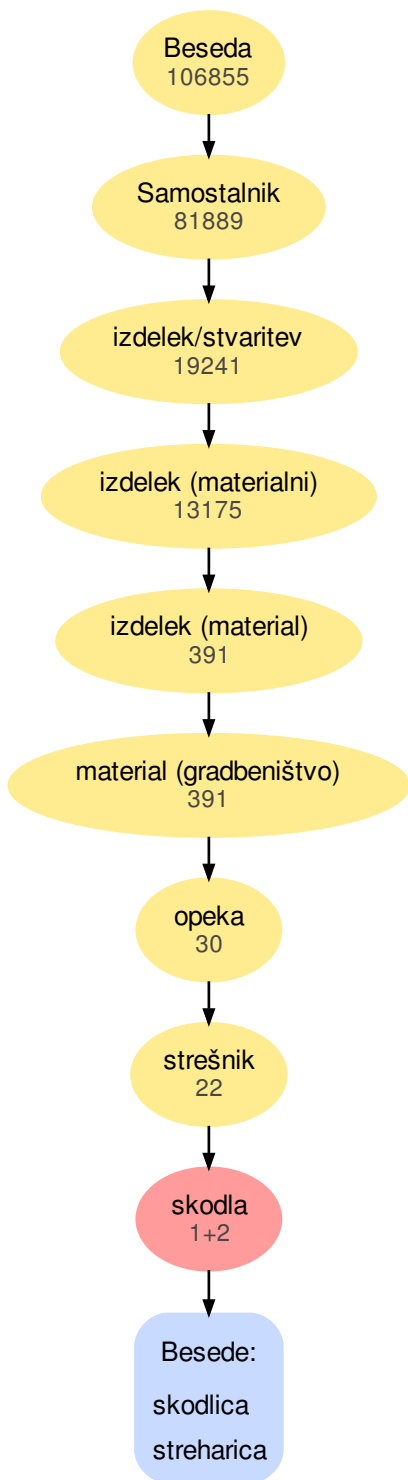 Beseda
106855
Samostalnik
81889
izdelek/stvaritev
19241
izdelek (materialni)
13175
izdelek (material)
391
material (gradbeništvo)
391
opeka
30
strešnik
22
skodla
1+2
Besede:
skodlica
streharica